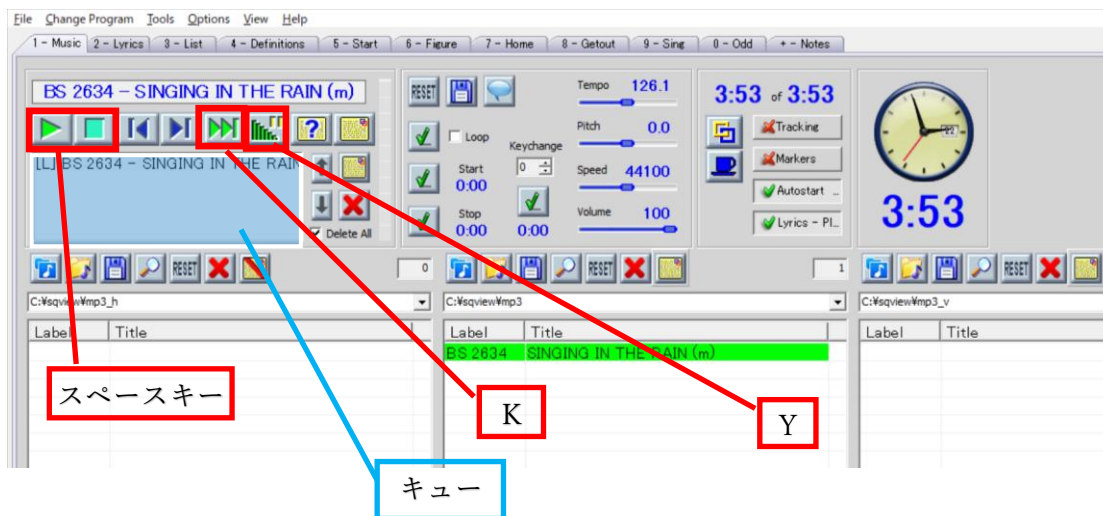 File Change Program Tools Options View Help
1 - Music 2 - Lyrics 3 - List 4 - Definitions 5 - Start 6 - Figure 7 - Home 8 - Getout 9 - Sing 0 - Odd + - Notes
BS 2634 - SINGING IN THE RAIN (m)
[L] BS 2634 - SINGING IN THE RAIN
Delete All
RESET
Loop
Keychange
0
Start
0:00
Stop
0:00
0:00
Tempo 126.1
Pitch 0.0
Speed 44100
Volume 100
3:53 of 3:53
Tracking
Markers
Autostart ..
Lyrics - Pl..
3:53
RESET 0
RESET 1
RESET
C:¥sqview¥mp3_h
C:¥sqview¥mp3
C:¥sqview¥mp3_v
Label Title
Label Title
Label Title
BS 2634 SINGING IN THE RAIN (m)
スペースキー
K
Y
キュー